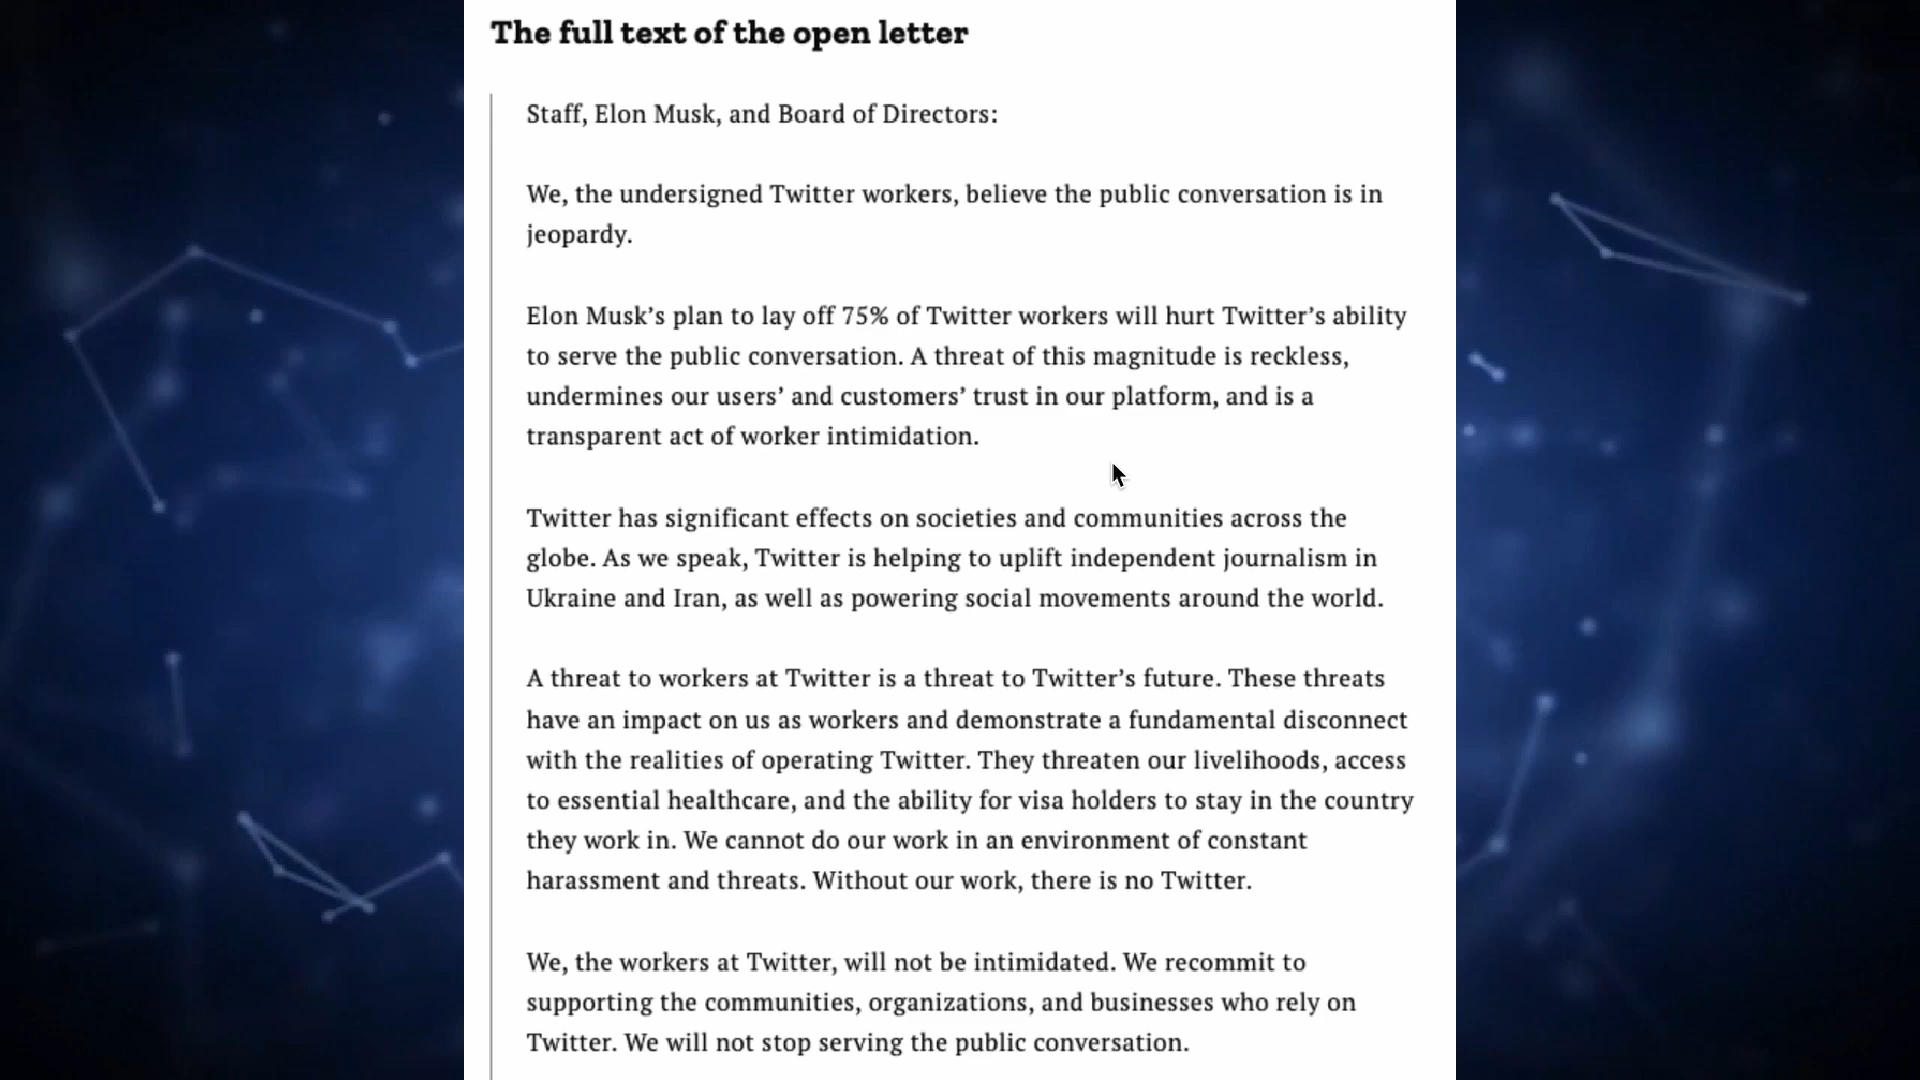 The full text of the open letter
Staff, Elon Musk, and Board of Directors:
We, the undersigned Twitter workers, believe the public conversation is in
jeopardy.
Elon Musk’s plan to lay off 75% of Twitter workers will hurt Twitter’s ability
to serve the public conversation. A threat of this magnitude is reckless,
undermines our users’ and customers’ trust in our platform, and is a
transparent act of worker intimidation.
Twitter has significant effects on societies and communities across the
globe. As we speak, Twitter is helping to uplift independent journalism in
Ukraine and Iran, as well as powering social movements around the world.
A threat to workers at Twitter is a threat to Twitter’s future. These threats
have an impact on us as workers and demonstrate a fundamental disconnect
with the realities of operating Twitter. They threaten our livelihoods, access
to essential healthcare, and the ability for visa holders to stay in the country
they work in. We cannot do our work in an environment of constant
harassment and threats. Without our work, there is no Twitter.
We, the workers at Twitter, will not be intimidated. We recommit to
supporting the communities, organizations, and businesses who rely on
Twitter. We will not stop serving the public conversation.